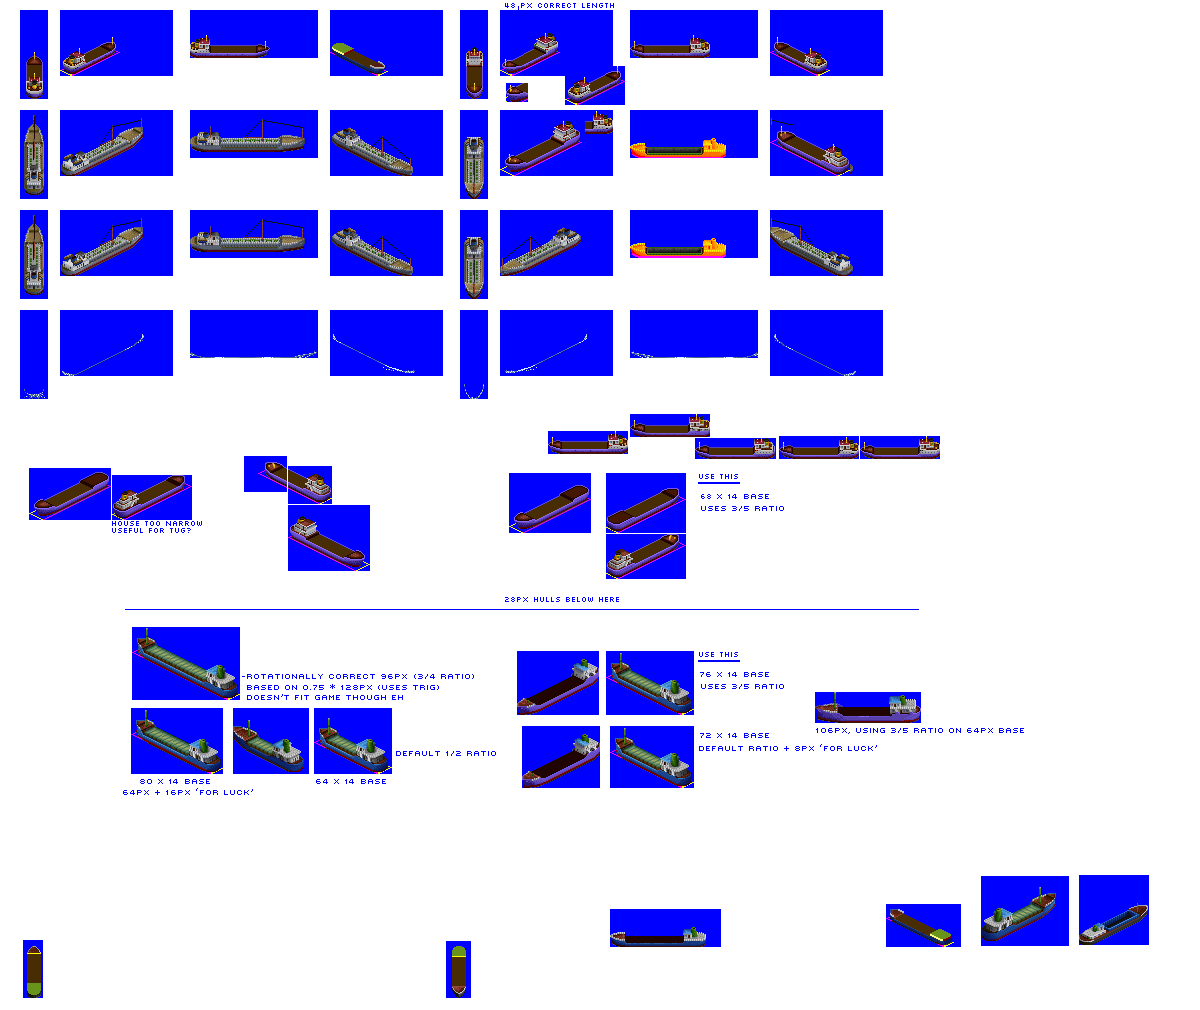 48,PX CORRECT LENGTH
HOUSE TOO NARROW
USEFUL FOR TUG?
USE THIS
68 X 14 BASE
USES 3/5 RATIO
28PX HULLS BELOW HERE
-ROTATIONALLY CORRECT 96PX (3/4 RATIO)
BASED ON 0.75 * 128PX (USES TRIG)
DOESN'T FIT GAME THOUGH EH
USE THIS
76 X 14 BASE
USES 3/5 RATIO
106PX, USING 3/5 RATIO ON 64PX BASE
DEFAULT 1/2 RATIO
72 X 14 BASE
DEFAULT RATIO + 8PX 'FOR LUCK'
80 X 14 BASE
64PX + 16PX 'FOR LUCK'
64 X 14 BASE